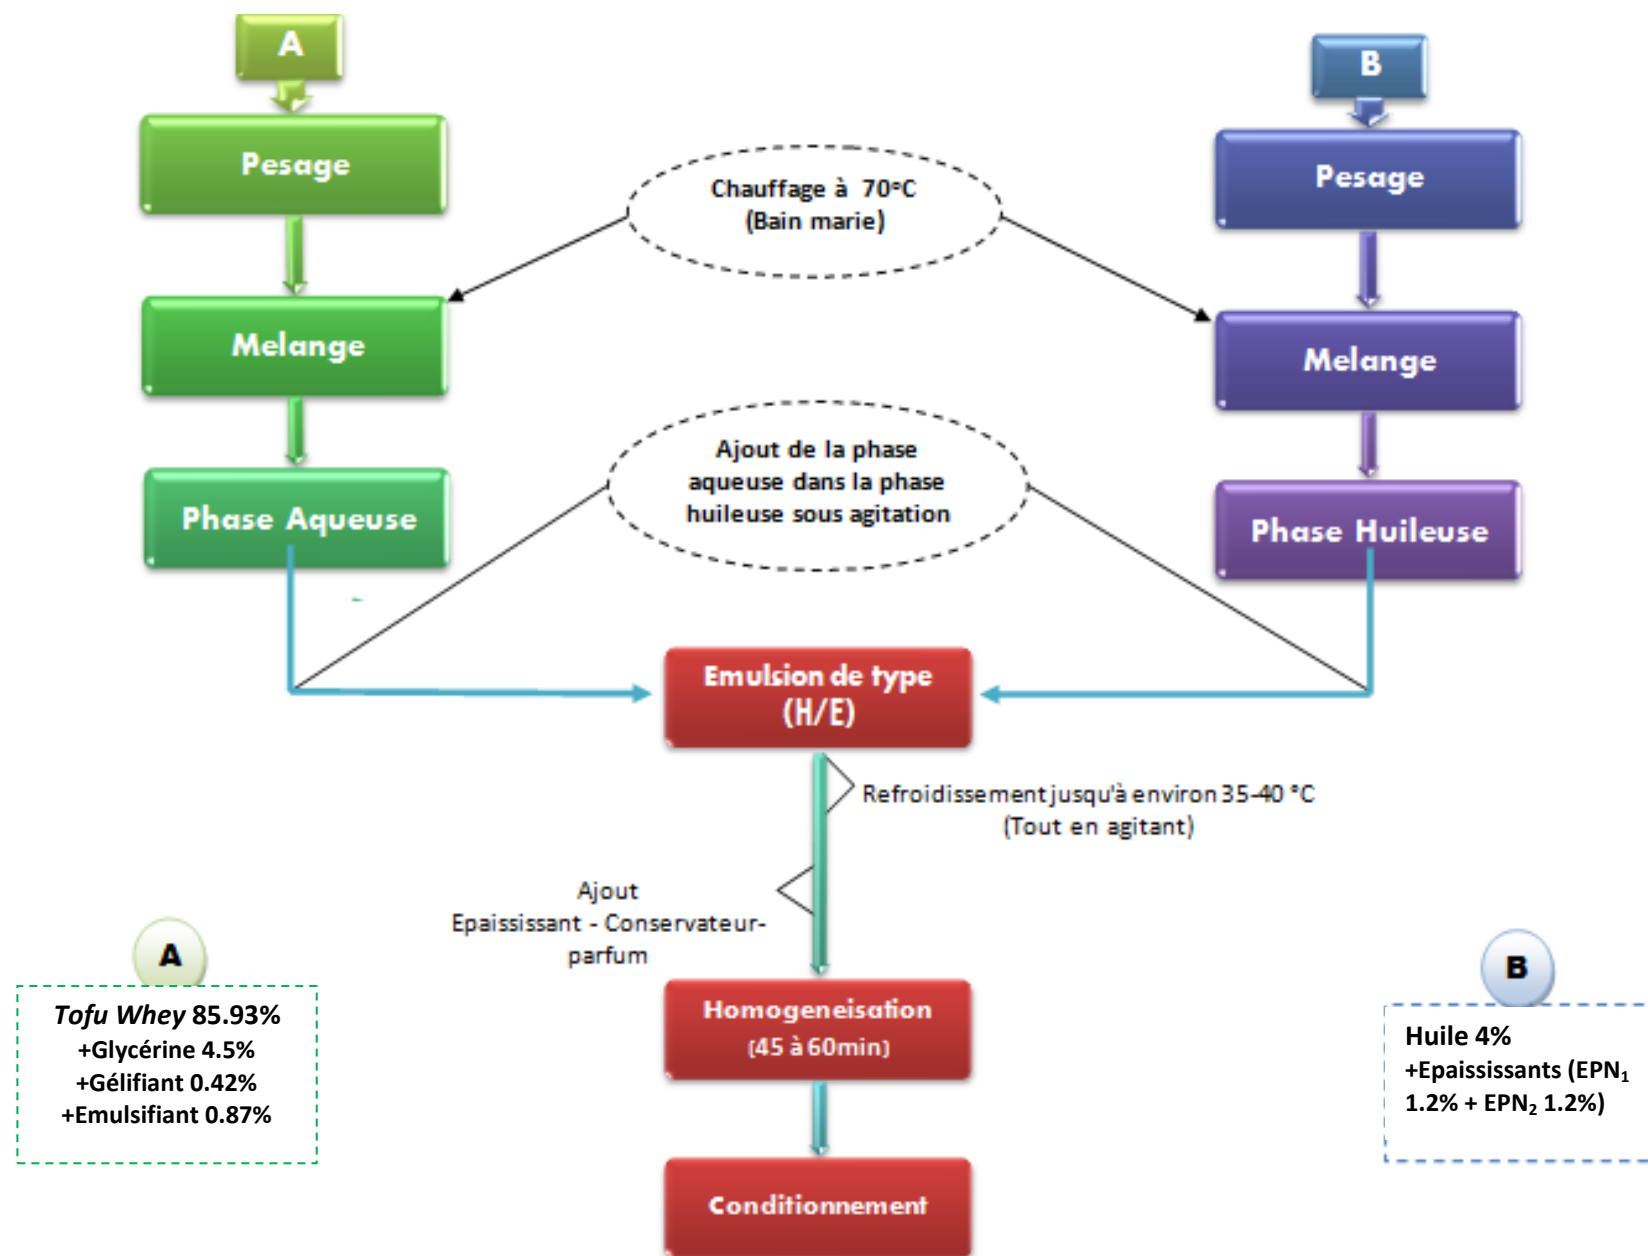 A
B
Pesage
Pesage
Chauffage à 70°C
(Bain marie)
Melange
Melange
Ajout de la phase
aqueuse dans la phase
huileuse sous agitation
Phase Aqueuse
Phase Huileuse
Emulsion de type
(H/E)
Refroidissement jusqu'à environ 35-40 °C
(Tout en agitant)
Ajout
Epaississant - Conservateur-
parfum
Homogeneisation
(45 à 60min)
Conditionnement
A
Tofu Whey 85.93%
+Glycérine 4.5%
+Gélifiant 0.42%
+Emulsifiant 0.87%
B
Huile 4%
+Epaississants (EPN₁
1.2% + EPN₂ 1.2%)